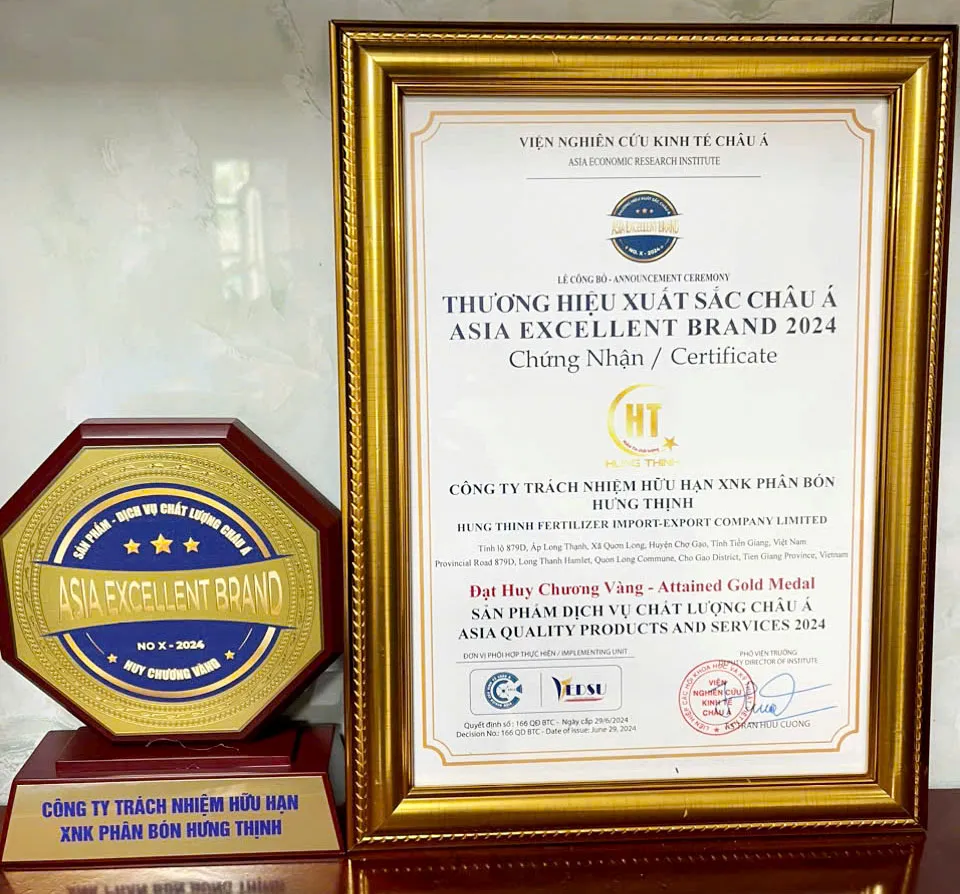 SẢN PHẨM - DỊCH VỤ CHẤT LƯỢNG CHÂU Á
ASIA EXCELLENT BRAND
NO X - 2024
HUY CHƯƠNG VÀNG
CÔNG TY TRÁCH NHIỆM HỮU HẠN
XNK PHÂN BÓN HƯNG THỊNH
VIỆN NGHIÊN CỨU KINH TẾ CHÂU Á
ASIA ECONOMIC RESEARCH INSTITUTE
ASIA EXCELLENT BRAND
NO. X - 2024
LỄ CÔNG BỐ - ANNOUNCEMENT CEREMONY
THƯƠNG HIỆU XUẤT SẮC CHÂU Á
ASIA EXCELLENT BRAND 2024
Chứng Nhận / Certificate
HT
HUNG THINH
CÔNG TY TRÁCH NHIỆM HỮU HẠN XNK PHÂN BÓN
HƯNG THỊNH
HUNG THINH FERTILIZER IMPORT-EXPORT COMPANY LIMITED
Tỉnh lộ 879D, Ấp Long Thạnh, Xã Quơn Long, Huyện Chợ Gạo, Tỉnh Tiền Giang, Việt Nam
Provincial Road 879D, Long Thanh Hamlet, Quon Long Commune, Cho Gao District, Tien Giang Province, Vietnam
Đạt Huy Chương Vàng - Attained Gold Medal
SẢN PHẨM DỊCH VỤ CHẤT LƯỢNG CHÂU Á
ASIA QUALITY PRODUCTS AND SERVICES 2024
ĐƠN VỊ PHỐI HỢP THỰC HIỆN / IMPLEMENTING UNIT
VEDSU
Quyết định số : 166 QĐ BTC - Ngày cấp 29/6/2024
Decision No.: 166 QD BTC - Date of issue: June 29, 2024
PHÓ VIỆN TRƯỞNG
DEPUTY DIRECTOR OF INSTITUTE
VIỆN
NGHIÊN CỨU
KINH TẾ
CHÂU Á
TRẦN HỮU CƯỜNG